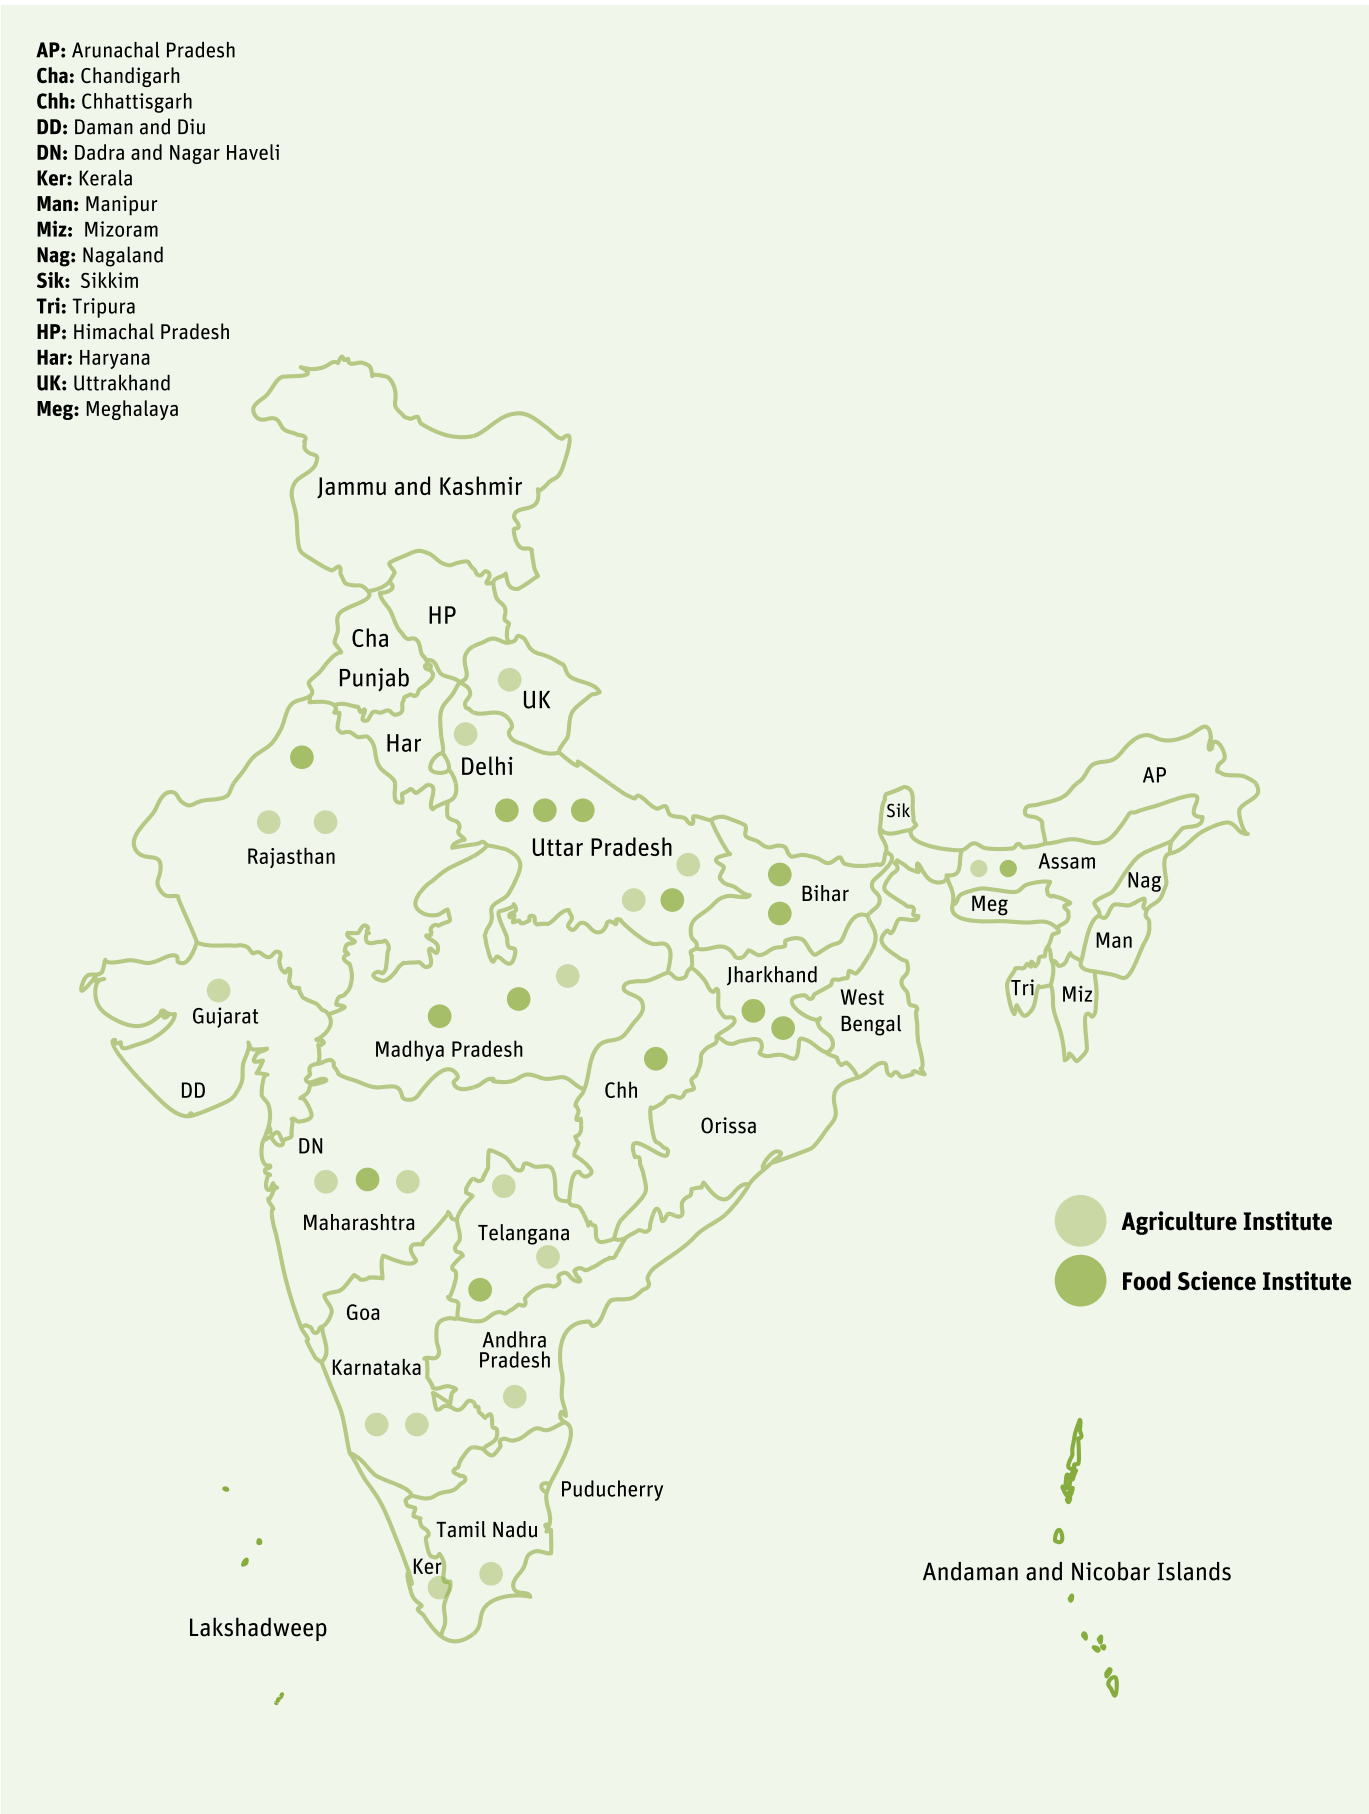 AP: Arunachal Pradesh
Cha: Chandigarh
Chh: Chhattisgarh
DD: Daman and Diu
DN: Dadra and Nagar Haveli
Ker: Kerala
Man: Manipur
Miz: Mizoram
Nag: Nagaland
Sik: Sikkim
Tri: Tripura
HP: Himachal Pradesh
Har: Haryana
UK: Uttrakhand
Meg: Meghalaya
Jammu and Kashmir
HP
Cha
Punjab
UK
Har
Delhi
AP
Sik
Uttar Pradesh
Rajasthan
Assam
Nag
Bihar
Meg
Man
Jharkhand
Tri
Miz
West
Bengal
Gujarat
Madhya Pradesh
DD
Chh
Orissa
DN
Maharashtra
Telangana
Agriculture Institute
Food Science Institute
Goa
Andhra
Pradesh
Karnataka
Puducherry
Tamil Nadu
Ker
Andaman and Nicobar Islands
Lakshadweep